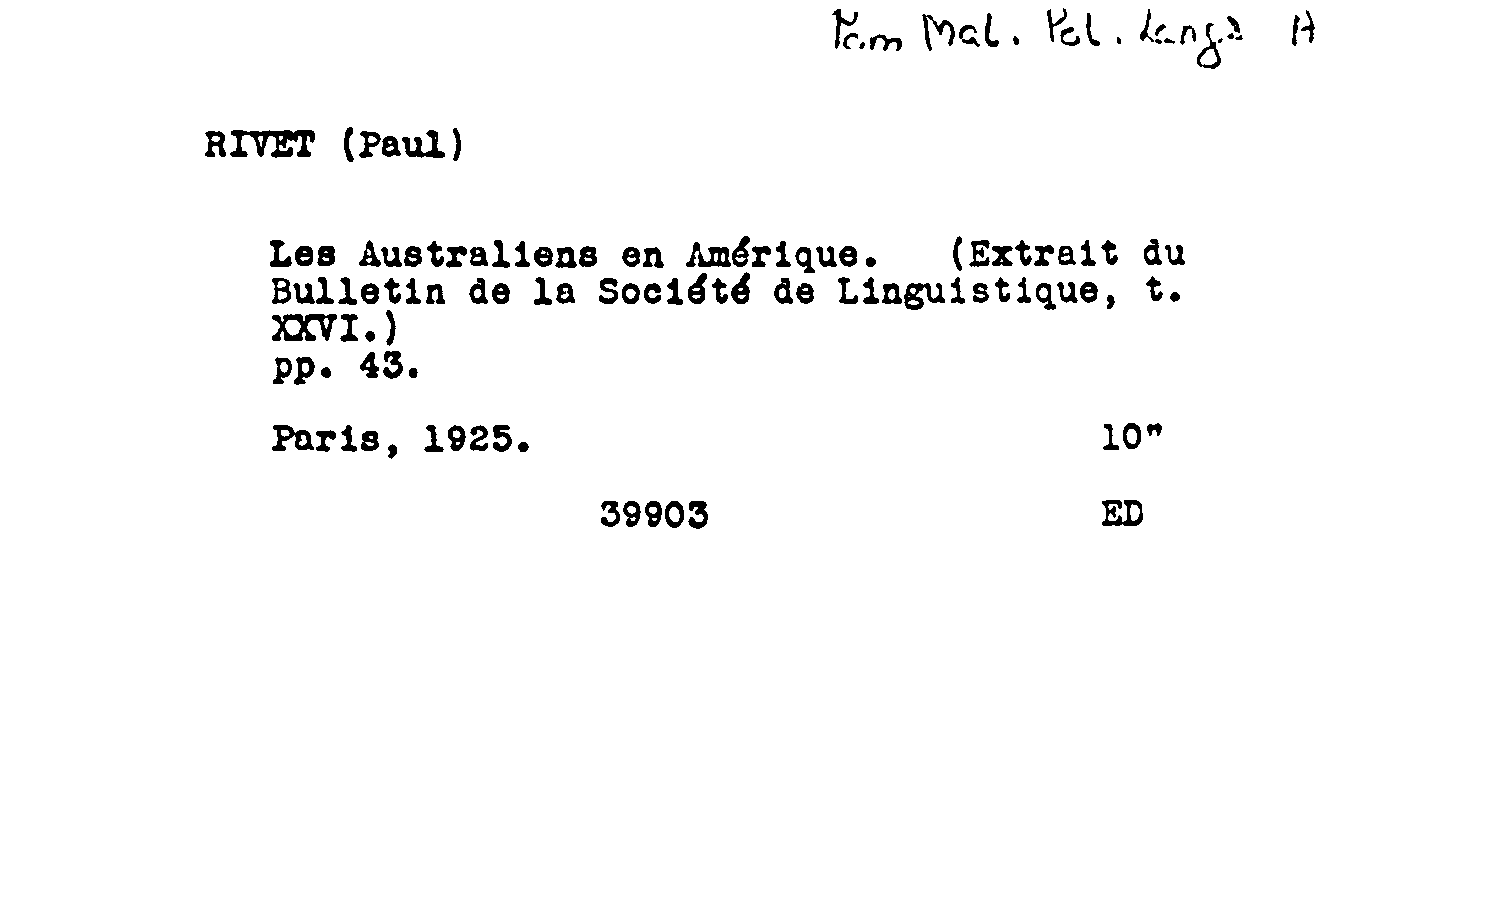 Pam Mal. Pol. Langs A
RIVET (Paul)
Les Australiens en Amérique. (Extrait du
Bulletin de la Société de Linguistique, t.
XXVI.)
pp. 43.
Paris, 1925. 10"
39903 ED